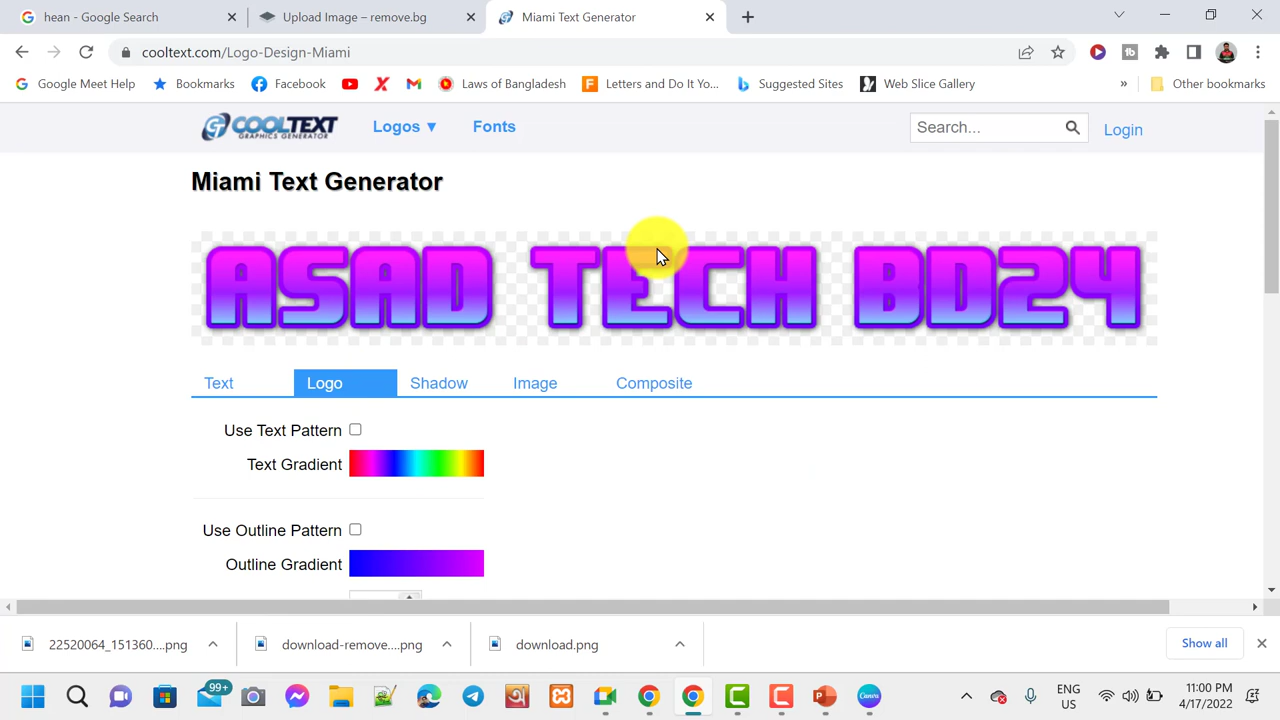 hean - Google Search
Upload Image – remove.bg
Miami Text Generator
cooltext.com/Logo-Design-Miami
Google Meet Help
Bookmarks
Facebook
Laws of Bangladesh
Letters and Do It Yo...
Suggested Sites
Web Slice Gallery
»
Other bookmarks
COOLTEXT
GRAPHICS GENERATOR
Logos ▼
Fonts
Search...
Login
Miami Text Generator
ASAD TECH BD24
Text
Logo
Shadow
Image
Composite
Use Text Pattern
Text Gradient
Use Outline Pattern
Outline Gradient
22520064_151360....png
download-remove....png
download.png
Show all
99+
ENG
US
11:00 PM
4/17/2022